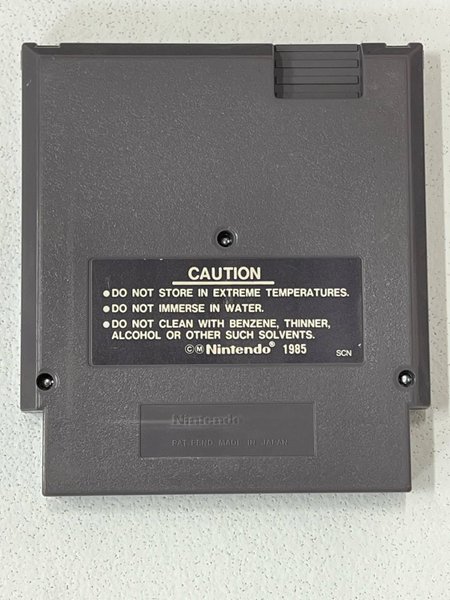 CAUTION
●DO NOT STORE IN EXTREME TEMPERATURES.
●DO NOT IMMERSE IN WATER.
●DO NOT CLEAN WITH BENZENE, THINNER,
ALCOHOL OR OTHER SUCH SOLVENTS.
©Ⓜ Nintendo® 1985 SCN
Nintendo
PAT. PEND. MADE IN JAPAN